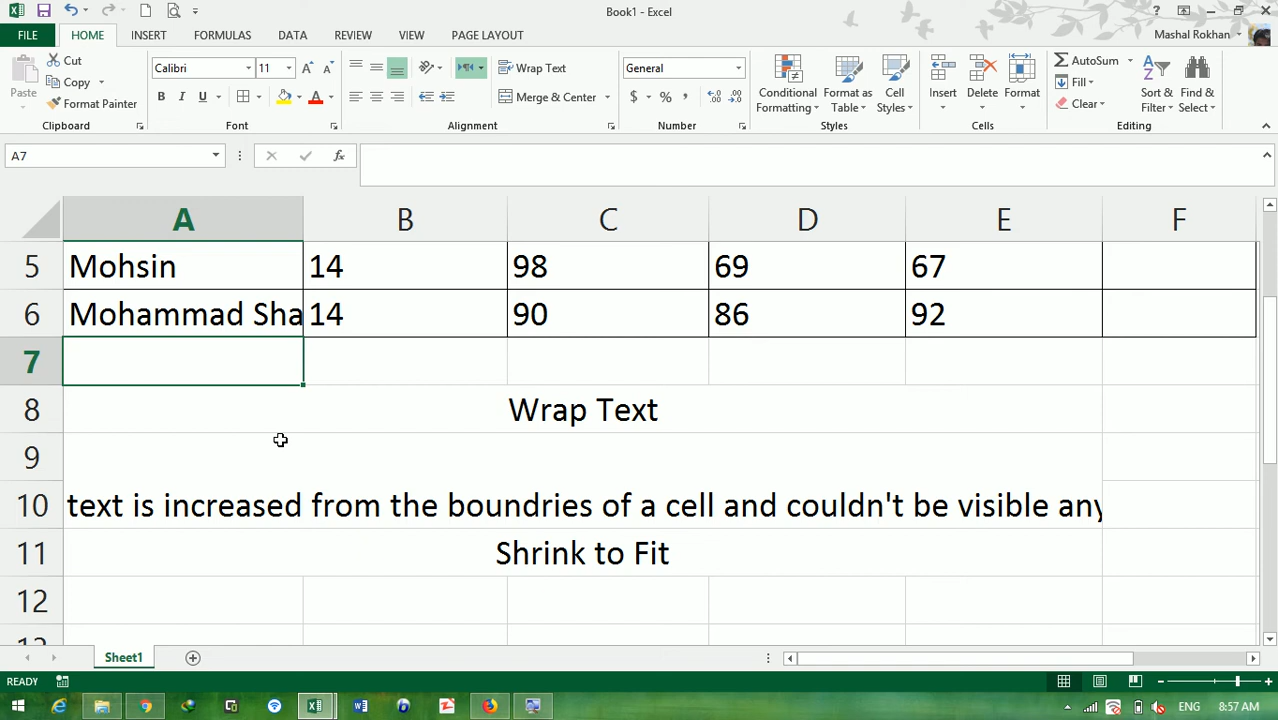 Book1 - Excel
?
FILE
HOME
INSERT
FORMULAS
DATA
REVIEW
VIEW
PAGE LAYOUT
Mashal Rokhan
Paste
Cut
Copy
Format Painter
Clipboard
Calibri
11
A A
B I U A
Font
Wrap Text
Merge & Center
Alignment
General
$ % ,
Number
Conditional Formatting
Format as Table
Cell Styles
Styles
Insert
Delete
Format
Cells
AutoSum
Fill
Clear
Sort & Filter
Find & Select
Editing
A7
fx
A B C D E F
5 Mohsin 14 98 69 67
6 Mohammad Sha 14 90 86 92
7
8 Wrap Text
9
10 text is increased from the boundries of a cell and couldn't be visible any
11 Shrink to Fit
12
Sheet1
READY
ENG
8:57 AM